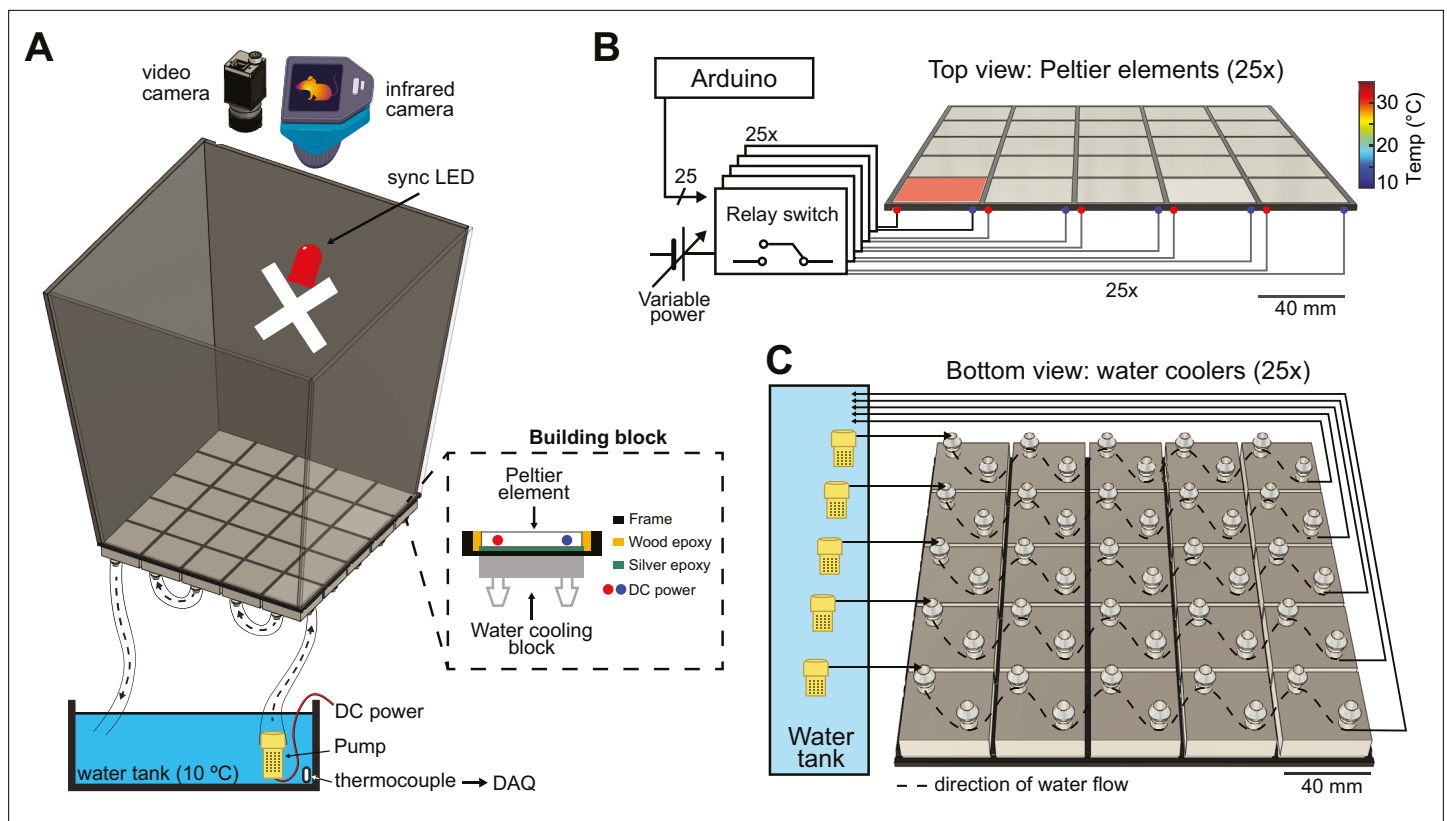 A
video
camera
infrared
camera
sync LED
Building block
Peltier
element
Frame
Wood epoxy
Silver epoxy
DC power
Water cooling
block
DC power
Pump
water tank (10 ºC)
thermocouple
DAQ
B
Arduino
Top view: Peltier elements (25x)
25x
25
Relay switch
Variable
power
25x
40 mm
30
20
10
Temp (°C)
C
Bottom view: water coolers (25x)
Water
tank
direction of water flow
40 mm